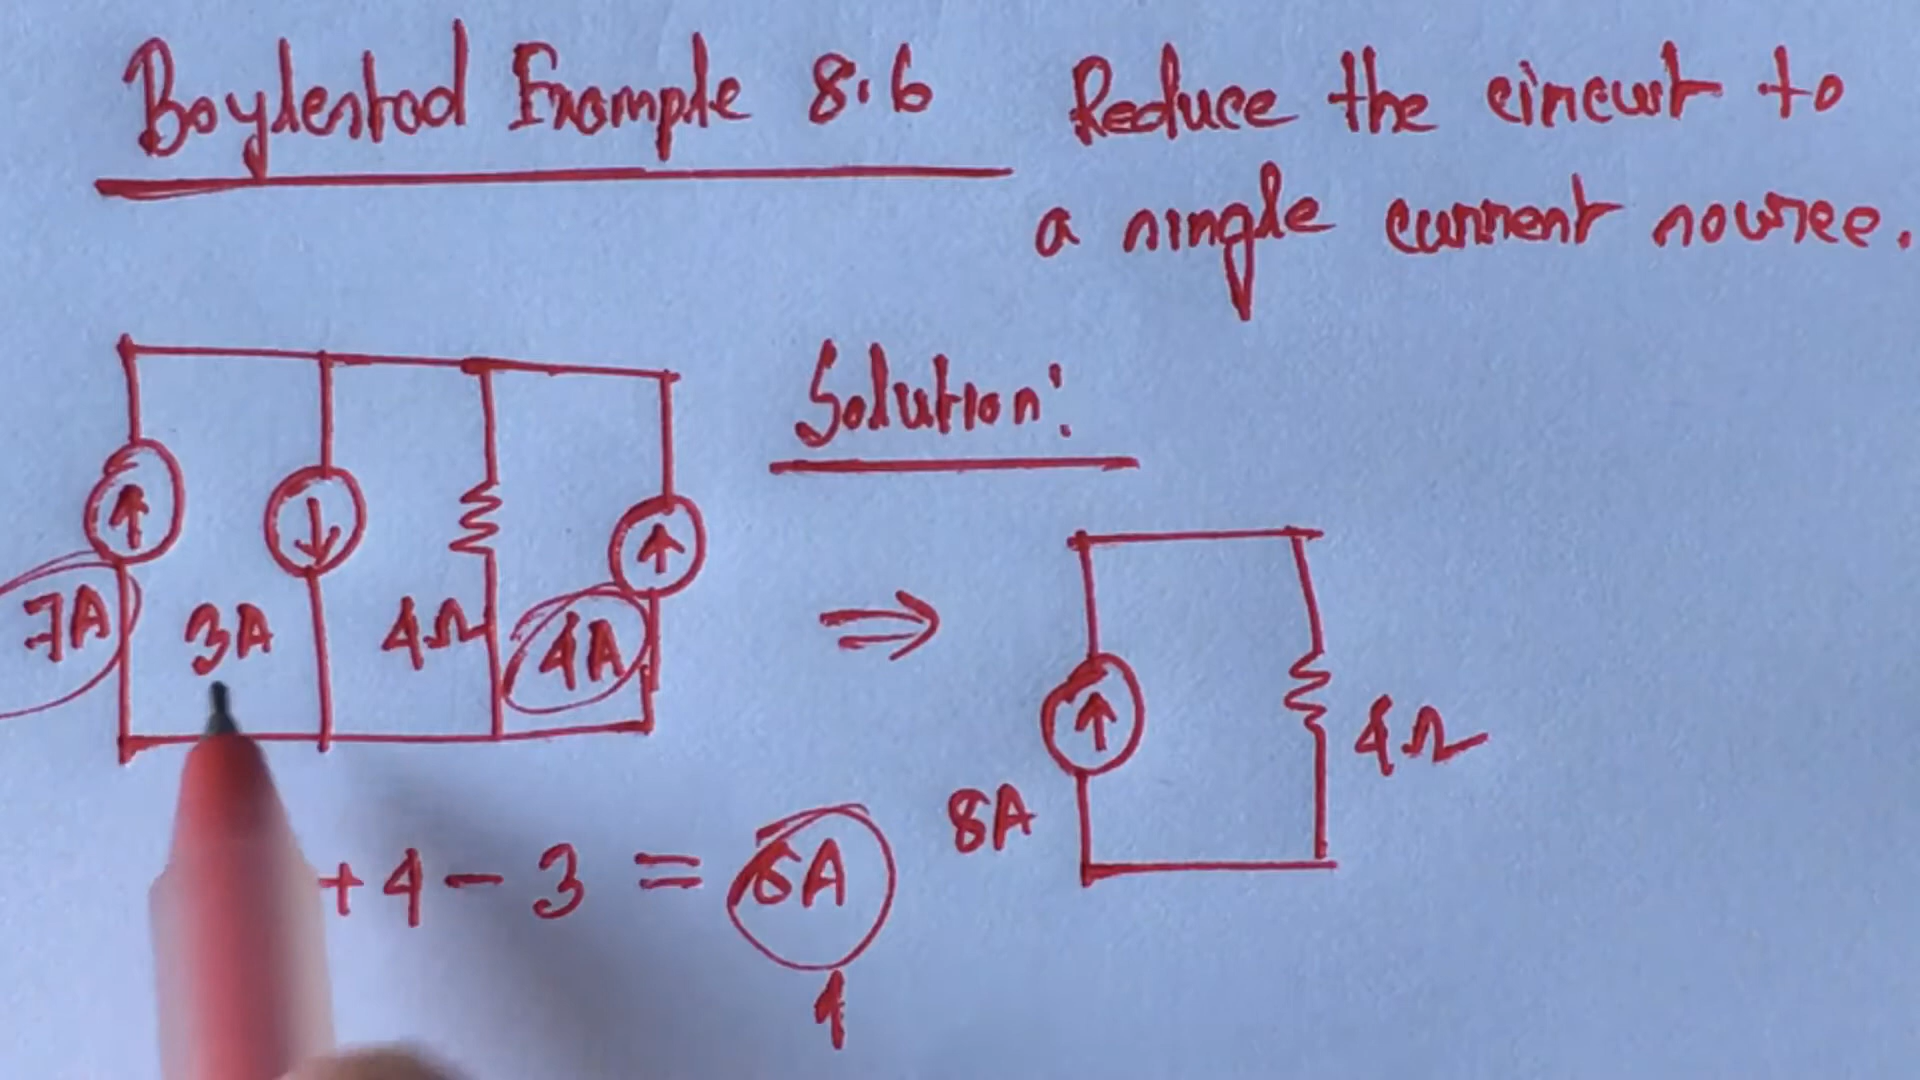 Boylestad Example 8.6
Reduce the circuit to
a single current source.
Solution:
7A
3A
4Ω
4A
⇒
8A
4Ω
+ 4 - 3 =